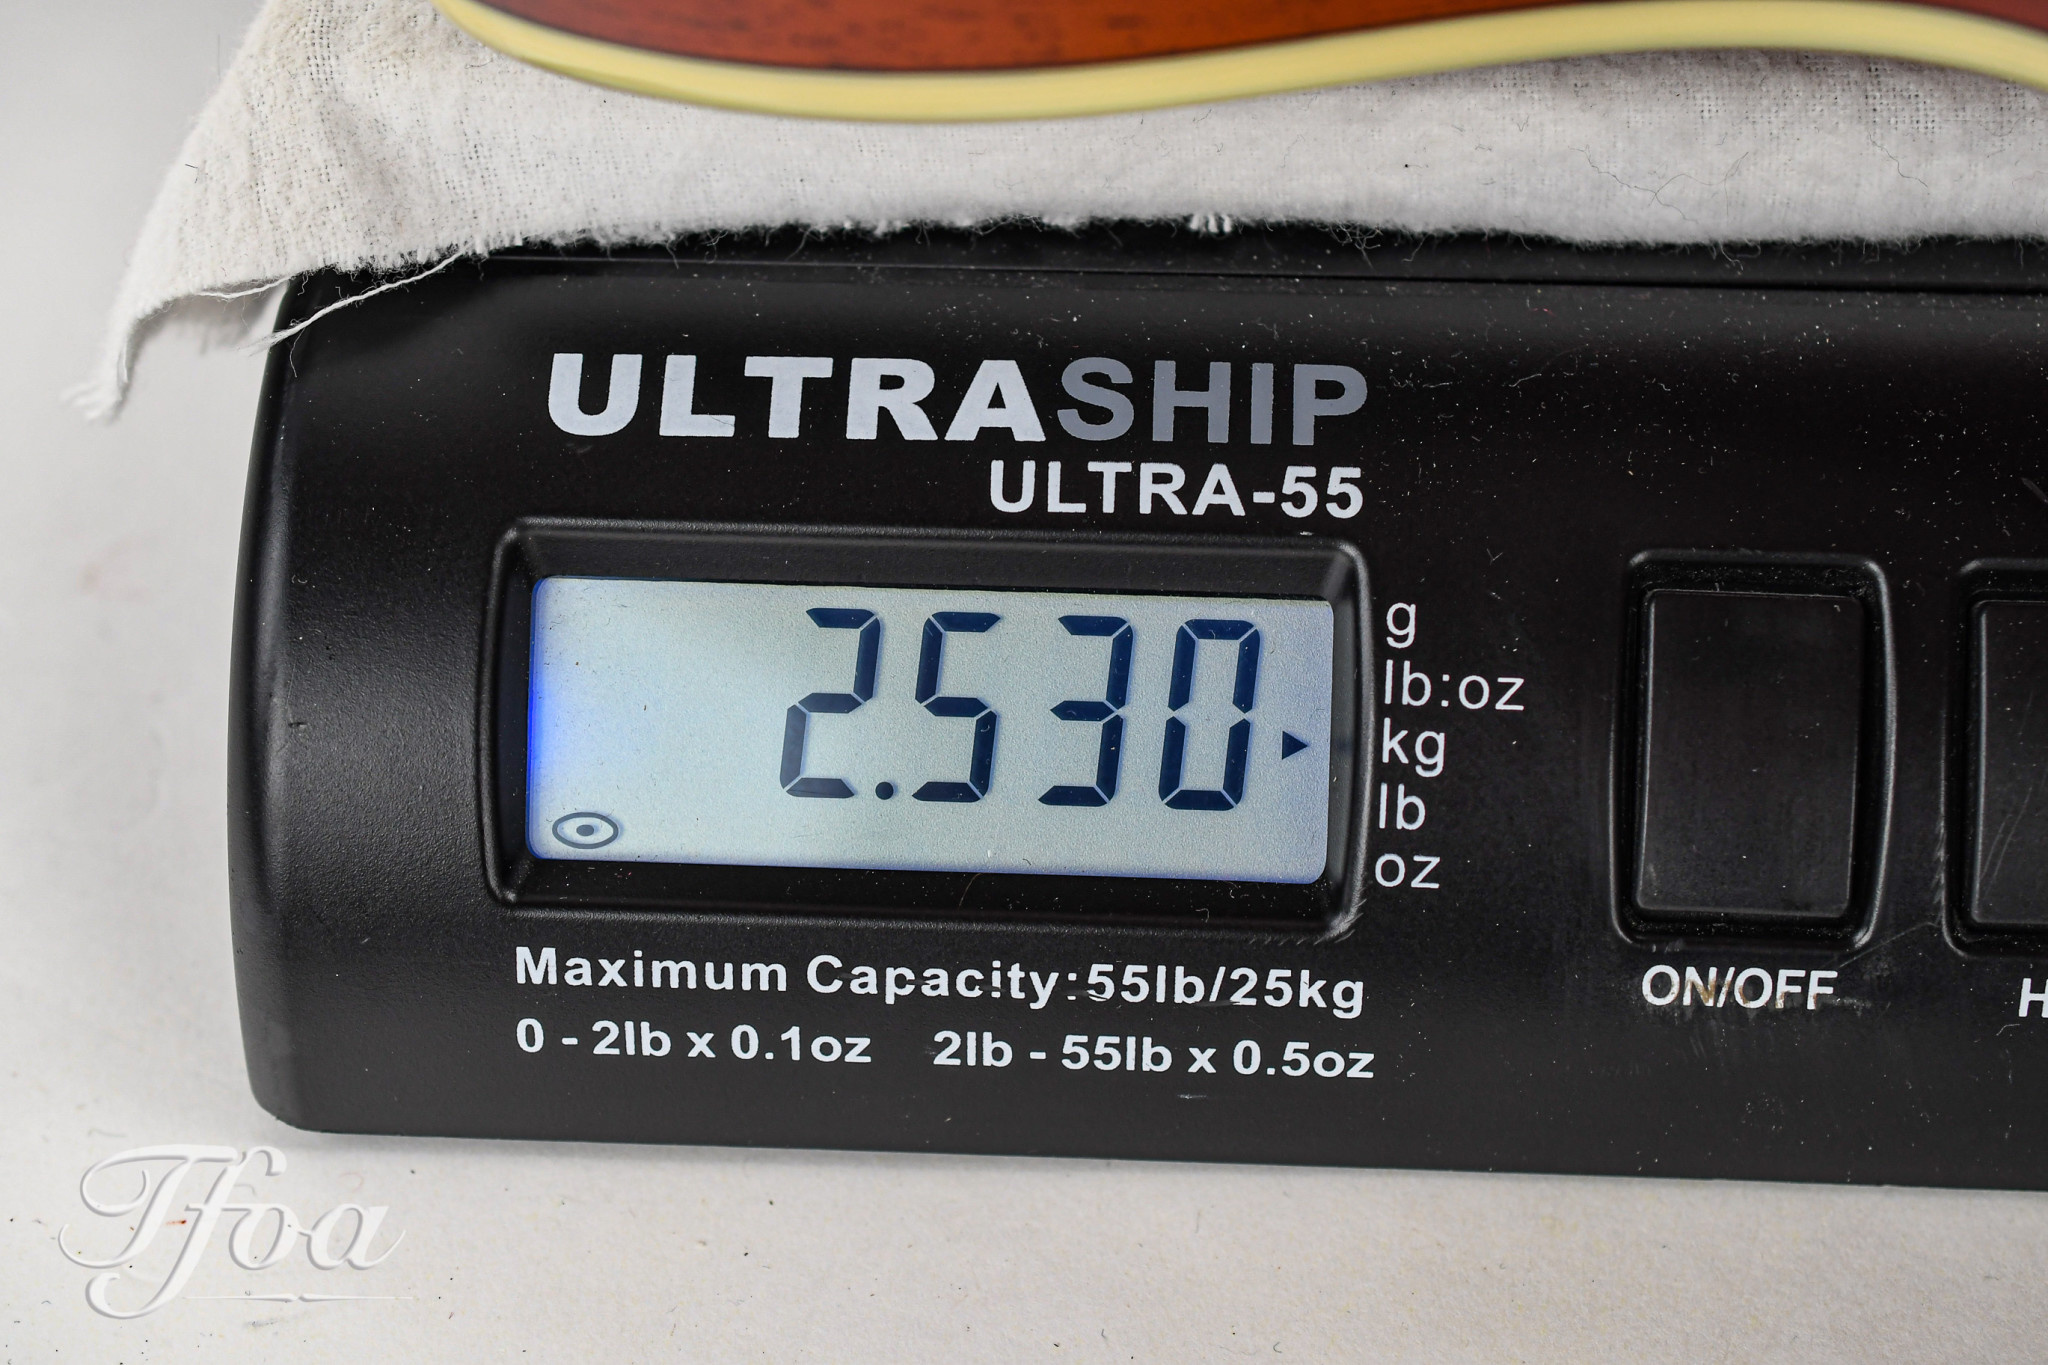 ULTRASHIP
ULTRA-55
2.530
g
lb:oz
kg
lb
oz
ON/OFF
H
Maximum Capacity:55lb/25kg
0 - 2lb x 0.1oz 2lb - 55lb x 0.5oz
Tfoa